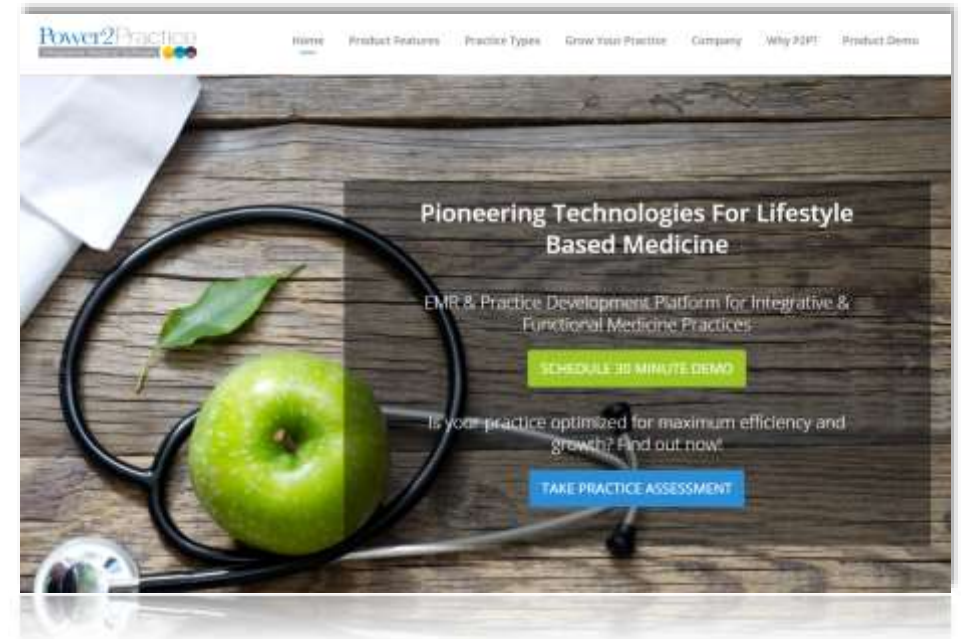 Power2Practice
Home Product Features Practice Types Grow Your Practice Company Why P2P? Product Demo
Pioneering Technologies For Lifestyle
Based Medicine
EMR & Practice Development Platform for Integrative &
Functional Medicine Practices
SCHEDULE 30 MINUTE DEMO
Is your practice optimized for maximum efficiency and
growth? Find out now!
TAKE PRACTICE ASSESSMENT